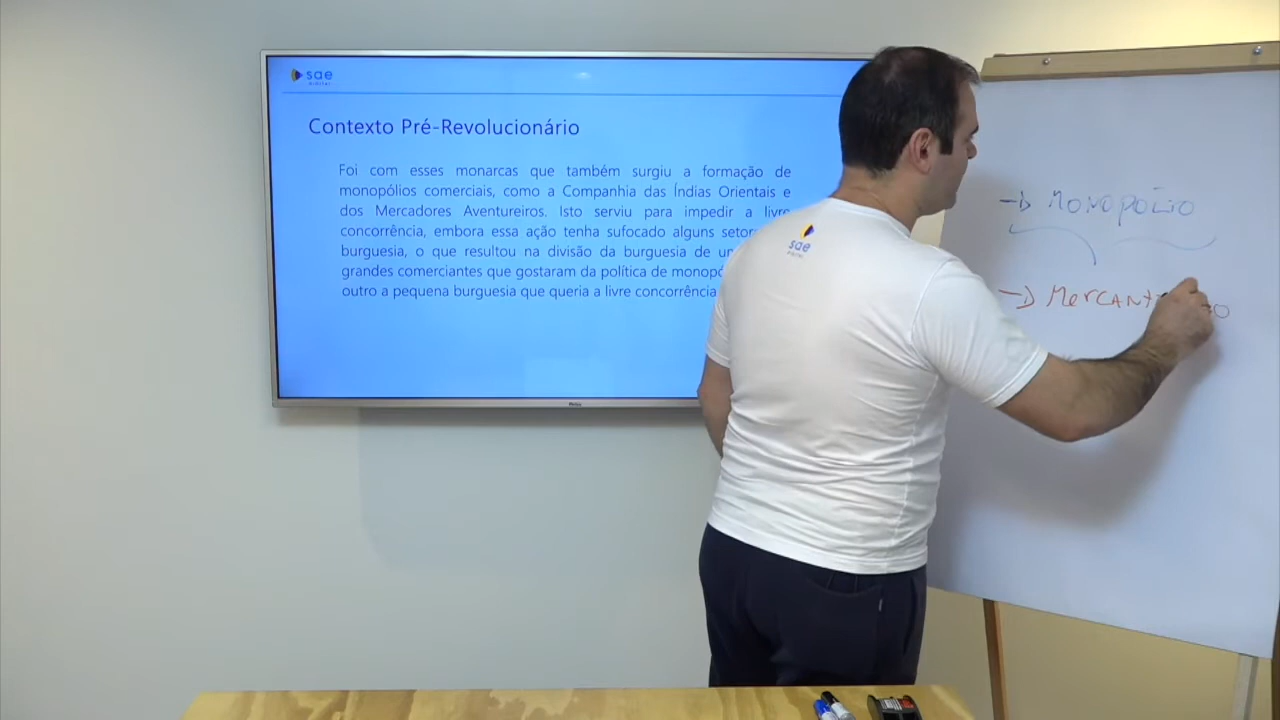 sae
Contexto Pré-Revolucionário
Foi com esses monarcas que também surgiu a formação de
monopólios comerciais, como a Companhia das Índias Orientais e
dos Mercadores Aventureiros. Isto serviu para impedir a livre
concorrência, embora essa ação tenha sufocado alguns
burguesia, o que resultou na divisão da burguesia de
grandes comerciantes que gostaram da política de
outro a pequena burguesia que queria a livre concorrência
sae
→ MONOPÓLIO